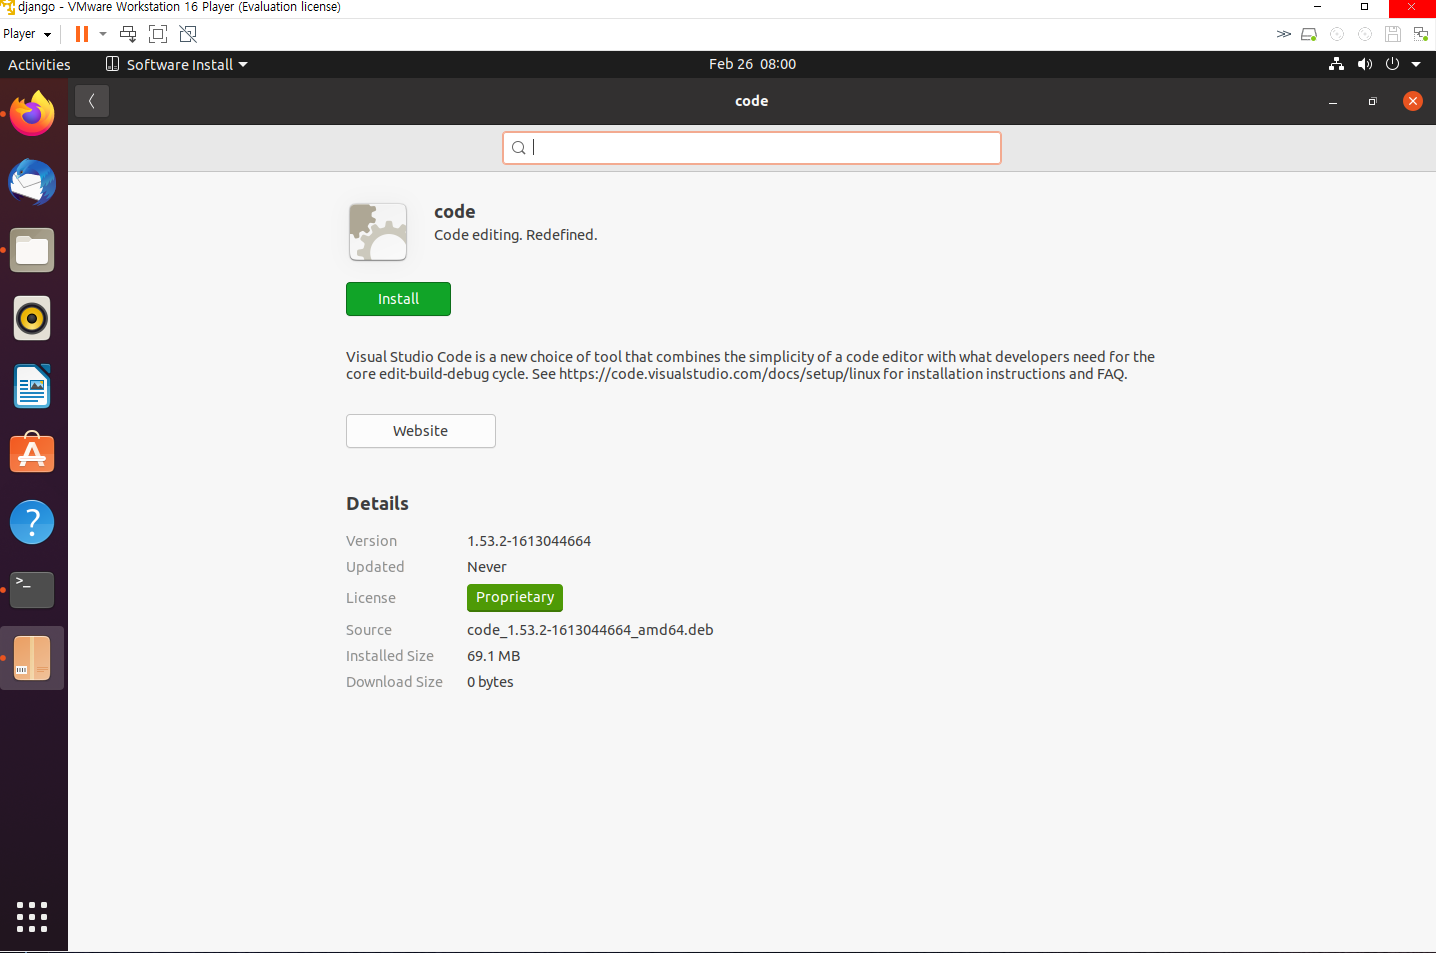 django - VMware Workstation 16 Player (Evaluation license)
Player
Activities
Software Install
Feb 26 08:00
code
code
Code editing. Redefined.
Install
Visual Studio Code is a new choice of tool that combines the simplicity of a code editor with what developers need for the
core edit-build-debug cycle. See https://code.visualstudio.com/docs/setup/linux for installation instructions and FAQ.
Website
Details
Version 1.53.2-1613044664
Updated Never
License Proprietary
Source code_1.53.2-1613044664_amd64.deb
Installed Size 69.1 MB
Download Size 0 bytes